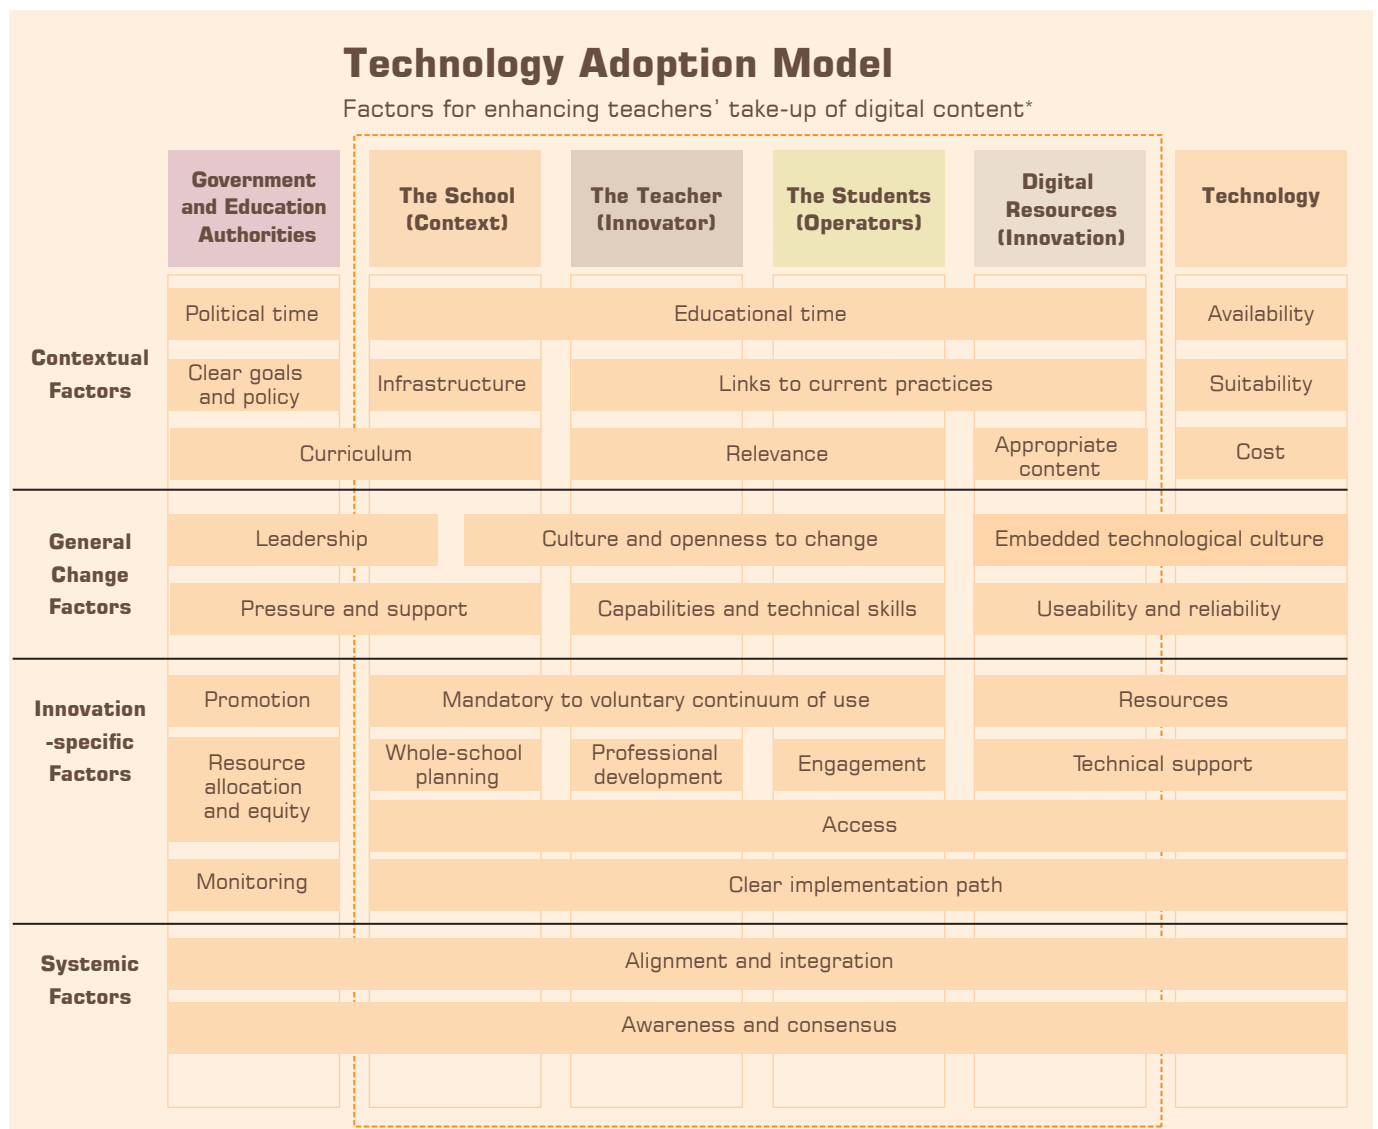 Technology Adoption Model
Factors for enhancing teachers’ take-up of digital content*
Government
and Education
Authorities
The School
(Context)
The Teacher
(Innovator)
The Students
(Operators)
Digital
Resources
(Innovation)
Technology
Contextual
Factors
Political time
Educational time
Availability
Clear goals
and policy
Infrastructure
Links to current practices
Suitability
Curriculum
Relevance
Appropriate
content
Cost
General
Change
Factors
Leadership
Culture and openness to change
Embedded technological culture
Pressure and support
Capabilities and technical skills
Useability and reliability
Innovation
-specific
Factors
Promotion
Mandatory to voluntary continuum of use
Resources
Resource
allocation
and equity
Whole-school
planning
Professional
development
Engagement
Technical support
Access
Monitoring
Clear implementation path
Systemic
Factors
Alignment and integration
Awareness and consensus